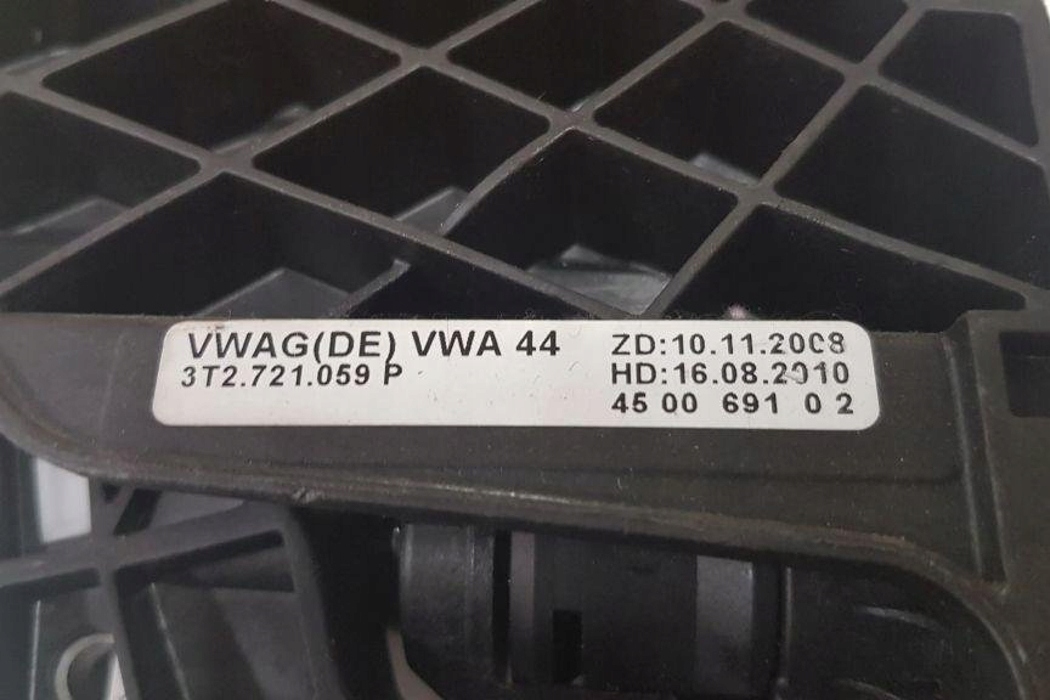 VWAG(DE) VWA 44
3T2.721.059 P
ZD:10.11.2008
HD:16.08.2010
45 00 691 0 2